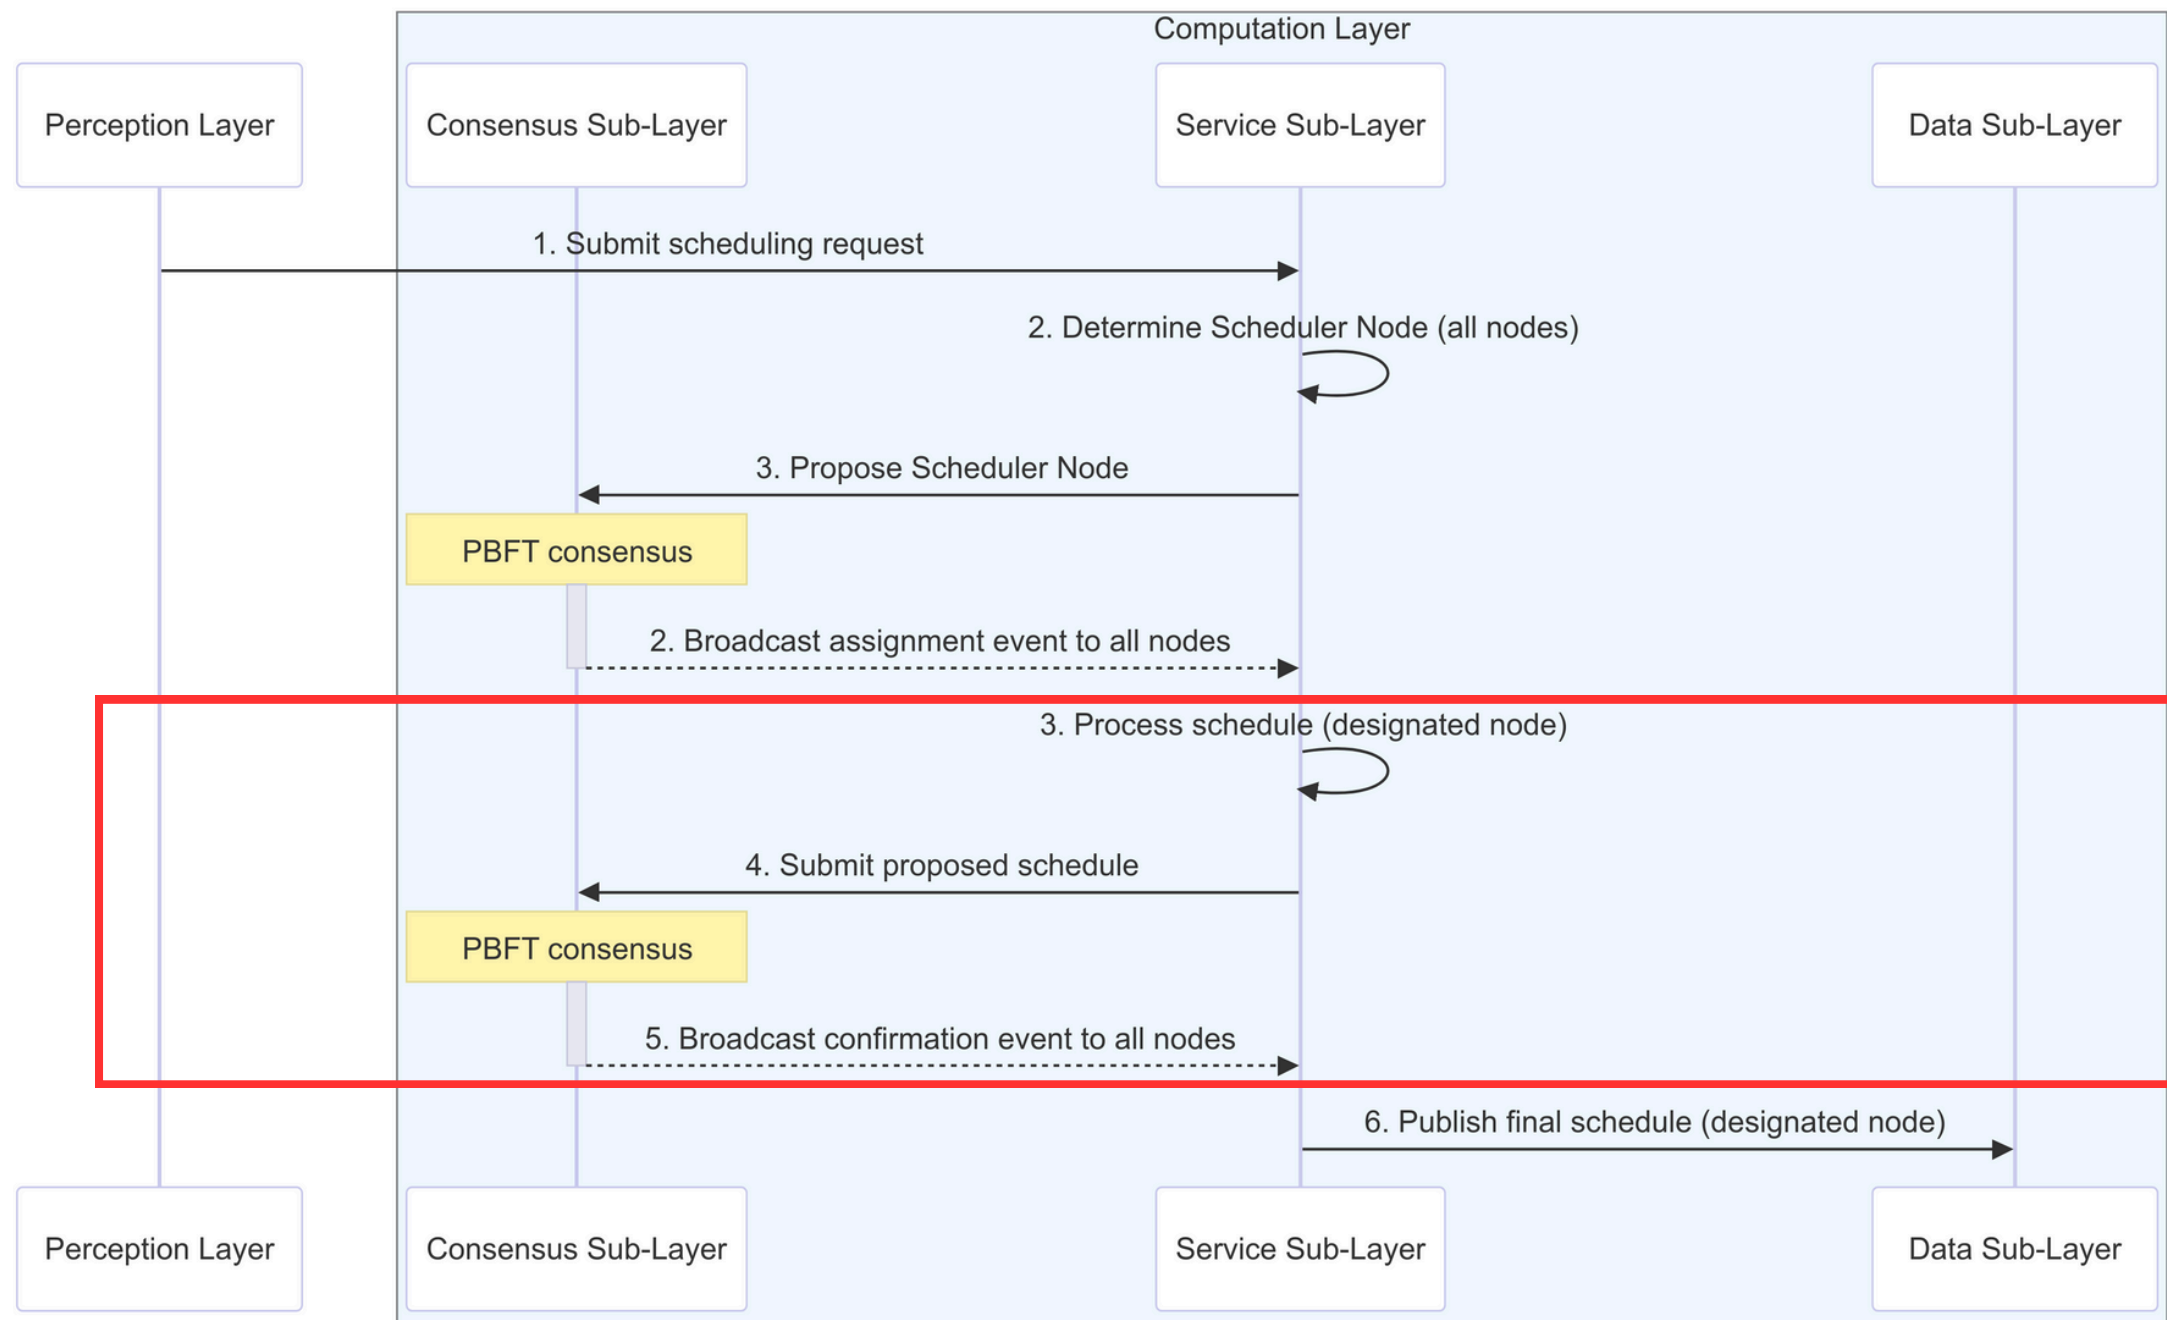 Computation Layer
Perception Layer
Consensus Sub-Layer
Service Sub-Layer
Data Sub-Layer
1. Submit scheduling request
2. Determine Scheduler Node (all nodes)
3. Propose Scheduler Node
PBFT consensus
2. Broadcast assignment event to all nodes
3. Process schedule (designated node)
4. Submit proposed schedule
PBFT consensus
5. Broadcast confirmation event to all nodes
6. Publish final schedule (designated node)
Perception Layer
Consensus Sub-Layer
Service Sub-Layer
Data Sub-Layer